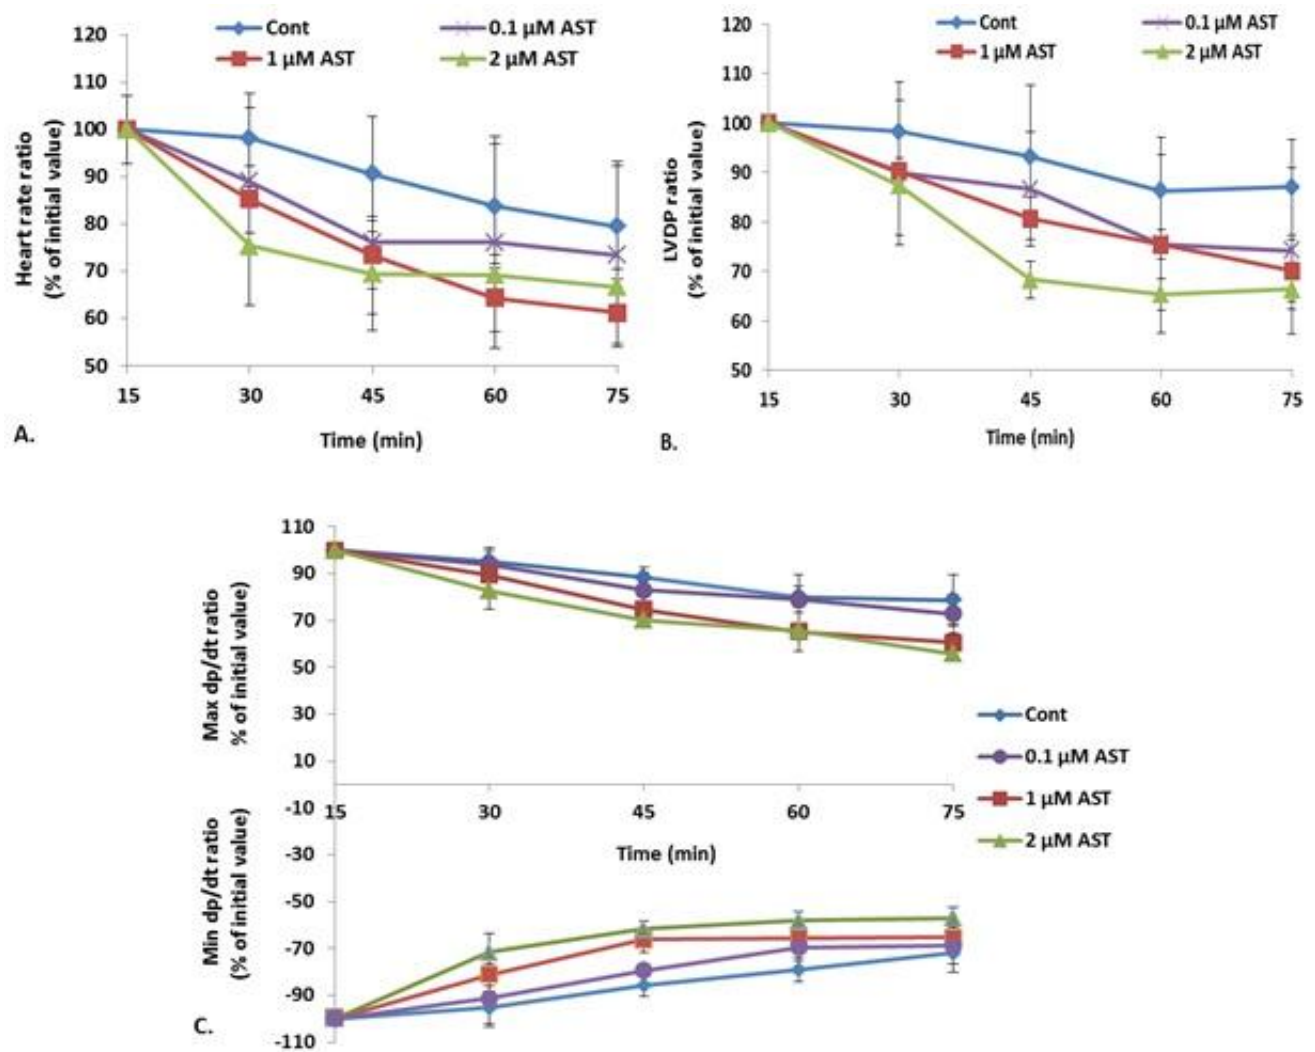 Cont
0.1 µM AST
1 µM AST
2 µM AST
Heart rate ratio
(% of initial value)
120
110
100
90
80
70
60
50
15 30 45 60 75
Time (min)
A.
Cont
0.1 µM AST
1 µM AST
2 µM AST
LVDP ratio
(% of initial value)
120
110
100
90
80
70
60
50
15 30 45 60 75
Time (min)
B.
Max dp/dt ratio
% of initial value)
110
90
70
50
30
10
-10
15 30 45 60 75
Time (min)
Min dp/dt ratio
(% of initial value)
-30
-50
-70
-90
-110
C.
Cont
0.1 µM AST
1 µM AST
2 µM AST